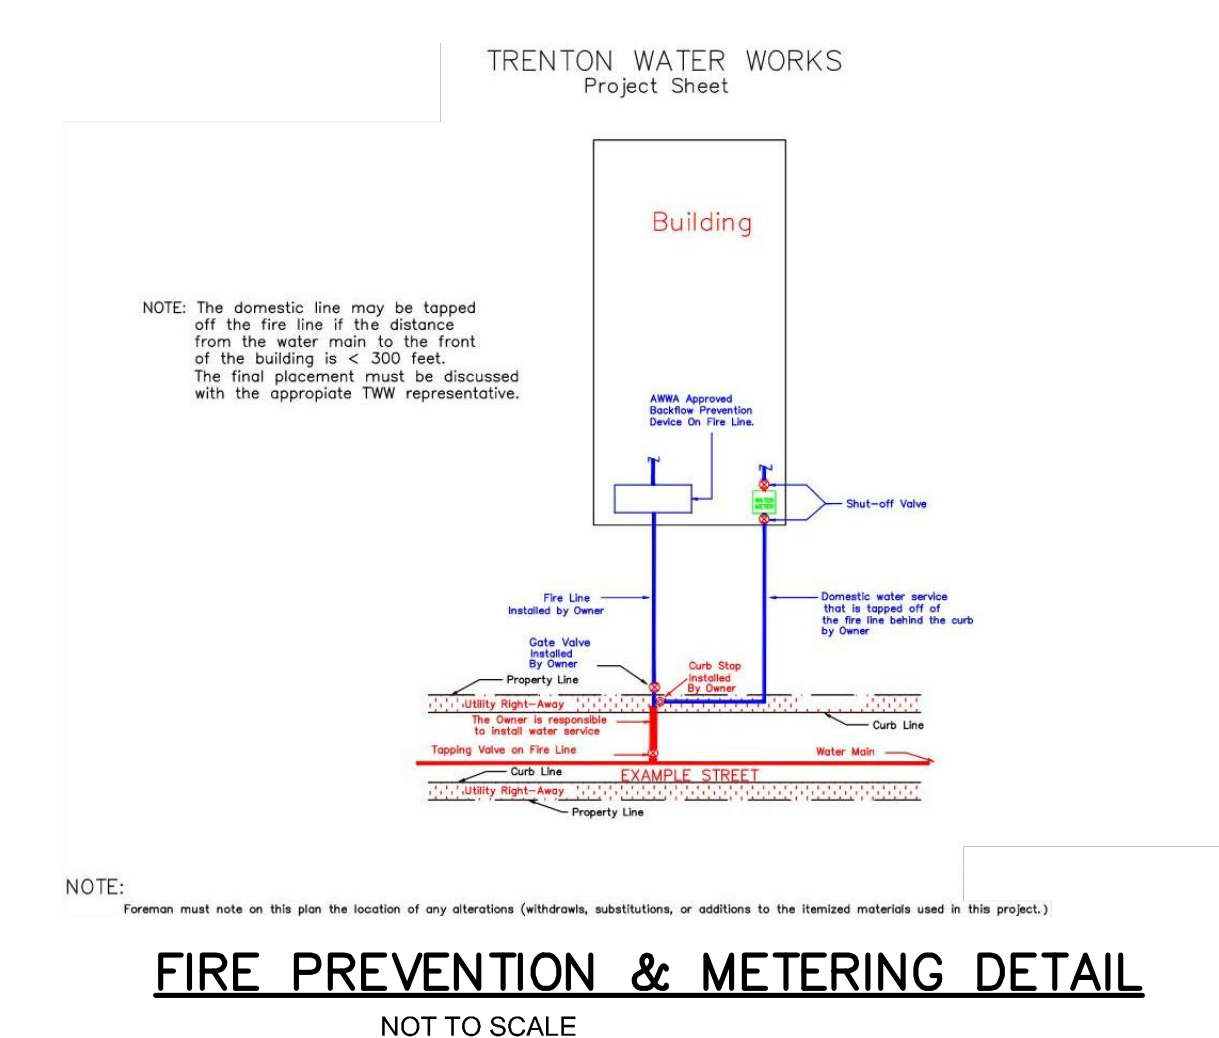 TRENTON WATER WORKS
Project Sheet
Building
NOTE: The domestic line may be tapped
off the fire line if the distance
from the water main to the front
of the building is < 300 feet.
The final placement must be discussed
with the appropiate TWW representative.
AWWA Approved
Backflow Prevention
Device On Fire Line.
WATER
METER
Shut-off Valve
Fire Line
Installed by Owner
Domestic water service
that is tapped off of
the fire line behind the curb
by Owner
Gate Valve
Installed
By Owner
Curb Stop
Installed
By Owner
Property Line
Utility Right-Away
The Owner is responsible
to install water service
Curb Line
Tapping Valve on Fire Line
Water Main
Curb Line
EXAMPLE STREET
Utility Right-Away
Property Line
NOTE:
Foreman must note on this plan the location of any alterations (withdrawls, substitutions, or additions to the itemized materials used in this project.)
FIRE PREVENTION & METERING DETAIL
NOT TO SCALE